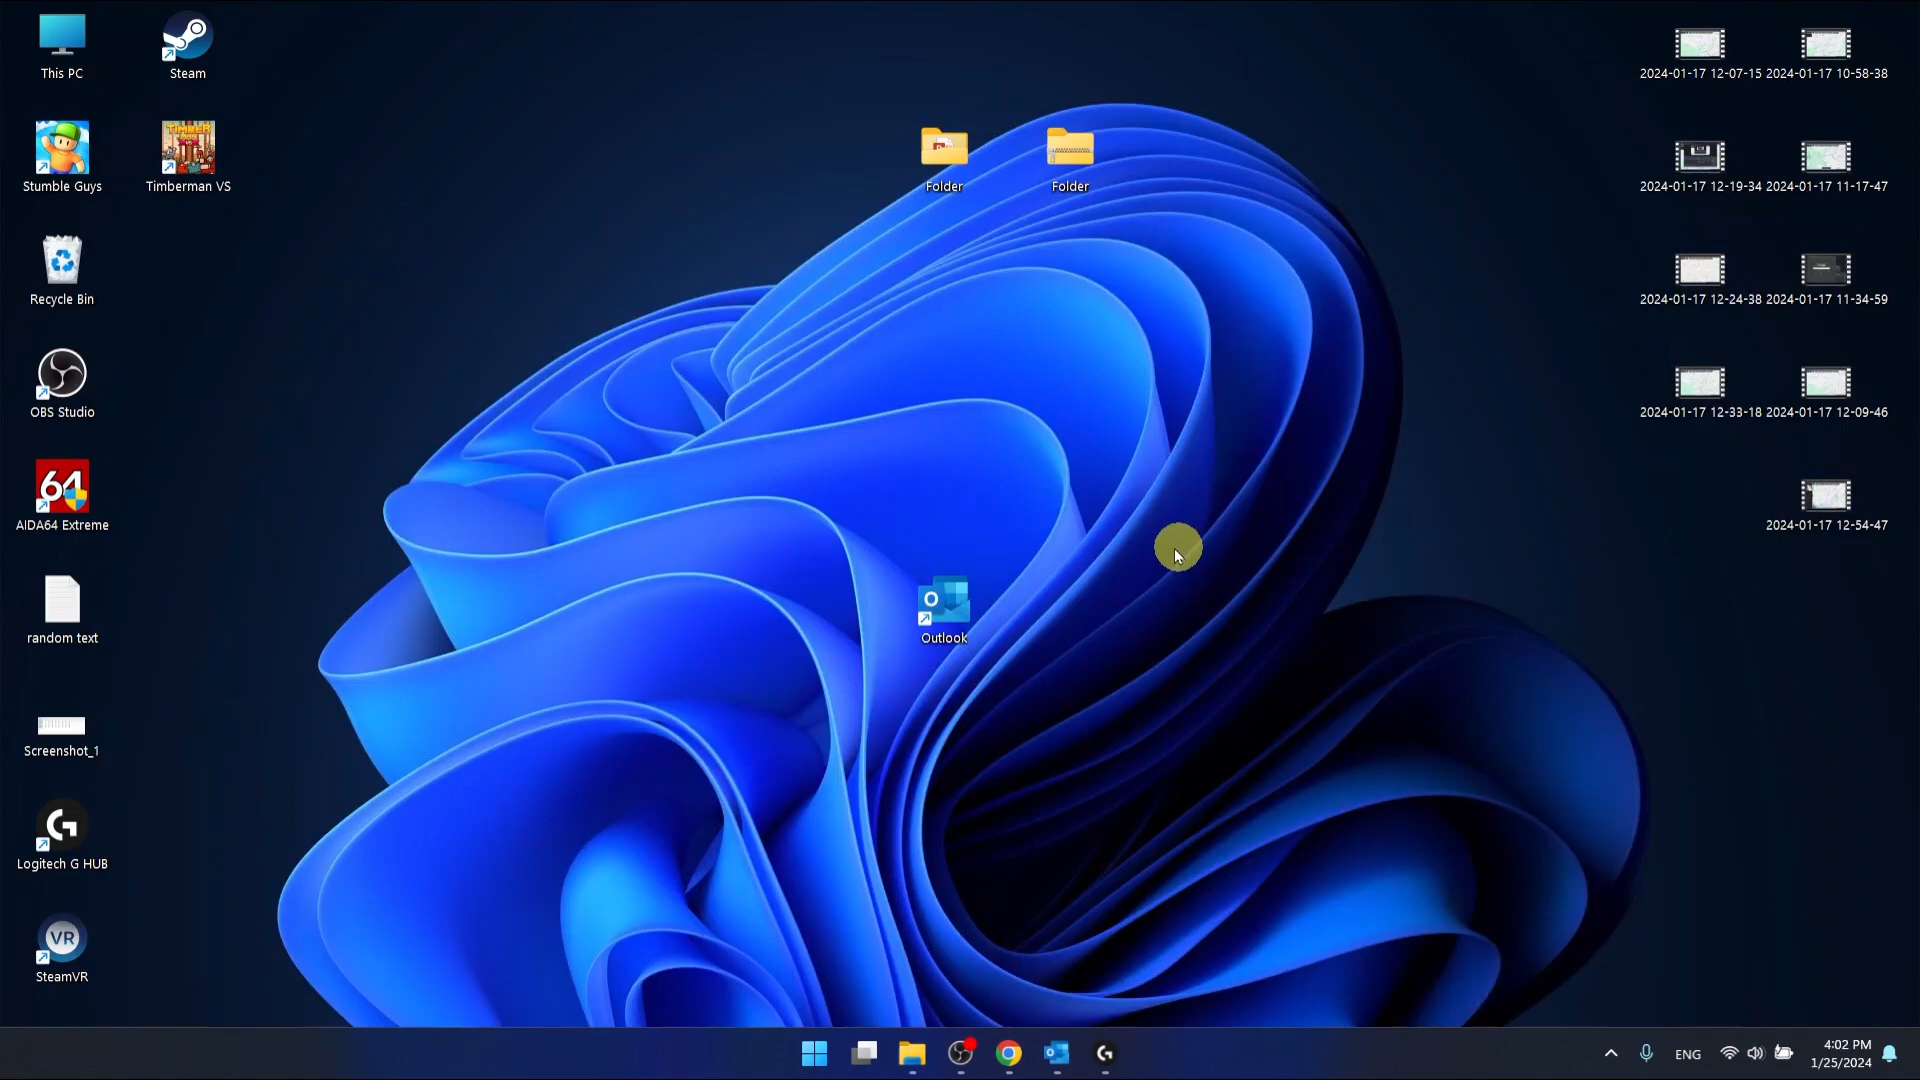 This PC
Steam
Stumble Guys
TIMBER
Timberman VS
Recycle Bin
OBS Studio
64
AIDA64 Extreme
random text
Screenshot_1
Logitech G HUB
VR
SteamVR
Folder
Folder
Outlook
2024-01-17 12-07-15
2024-01-17 10-58-38
2024-01-17 12-19-34
2024-01-17 11-17-47
2024-01-17 12-24-38
2024-01-17 11-34-59
2024-01-17 12-33-18
2024-01-17 12-09-46
2024-01-17 12-54-47
ENG
4:02 PM
1/25/2024